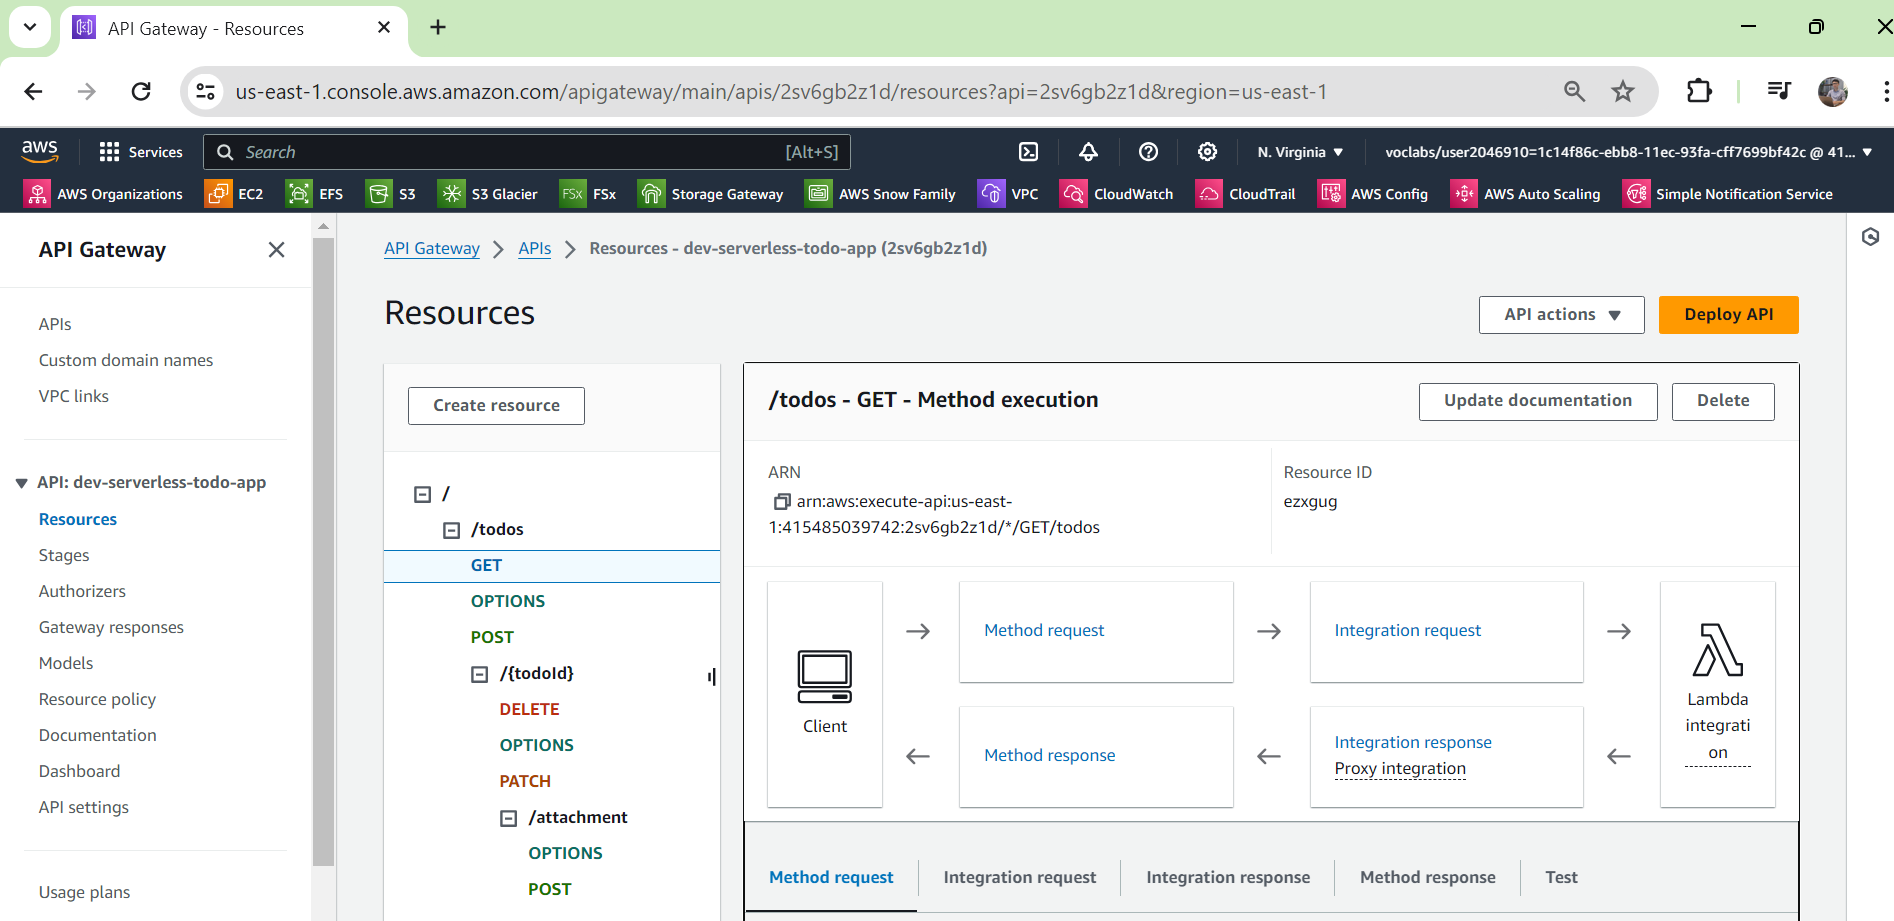 API Gateway - Resources
us-east-1.console.aws.amazon.com/apigateway/main/apis/2sv6gb2z1d/resources?api=2sv6gb2z1d&region=us-east-1
aws
Services
Search
[Alt+S]
N. Virginia
voclabs/user2046910=1c14f86c-ebb8-11ec-93fa-cff7699bf42c @ 41...
AWS Organizations
EC2
EFS
S3
S3 Glacier
FSx
FSx
Storage Gateway
AWS Snow Family
VPC
CloudWatch
CloudTrail
AWS Config
AWS Auto Scaling
Simple Notification Service
API Gateway
APIs
Custom domain names
VPC links
API: dev-serverless-todo-app
Resources
Stages
Authorizers
Gateway responses
Models
Resource policy
Documentation
Dashboard
API settings
Usage plans
API Gateway
APIs
Resources - dev-serverless-todo-app (2sv6gb2z1d)
Resources
API actions
Deploy API
Create resource
/
/todos
GET
OPTIONS
POST
/{todoId}
DELETE
OPTIONS
PATCH
/attachment
OPTIONS
POST
/todos - GET - Method execution
Update documentation
Delete
ARN
arn:aws:execute-api:us-east-
1:415485039742:2sv6gb2z1d/*/GET/todos
Resource ID
ezxgug
Client
Method request
Integration request
Lambda
integrati
on
Method response
Integration response
Proxy integration
Method request
Integration request
Integration response
Method response
Test